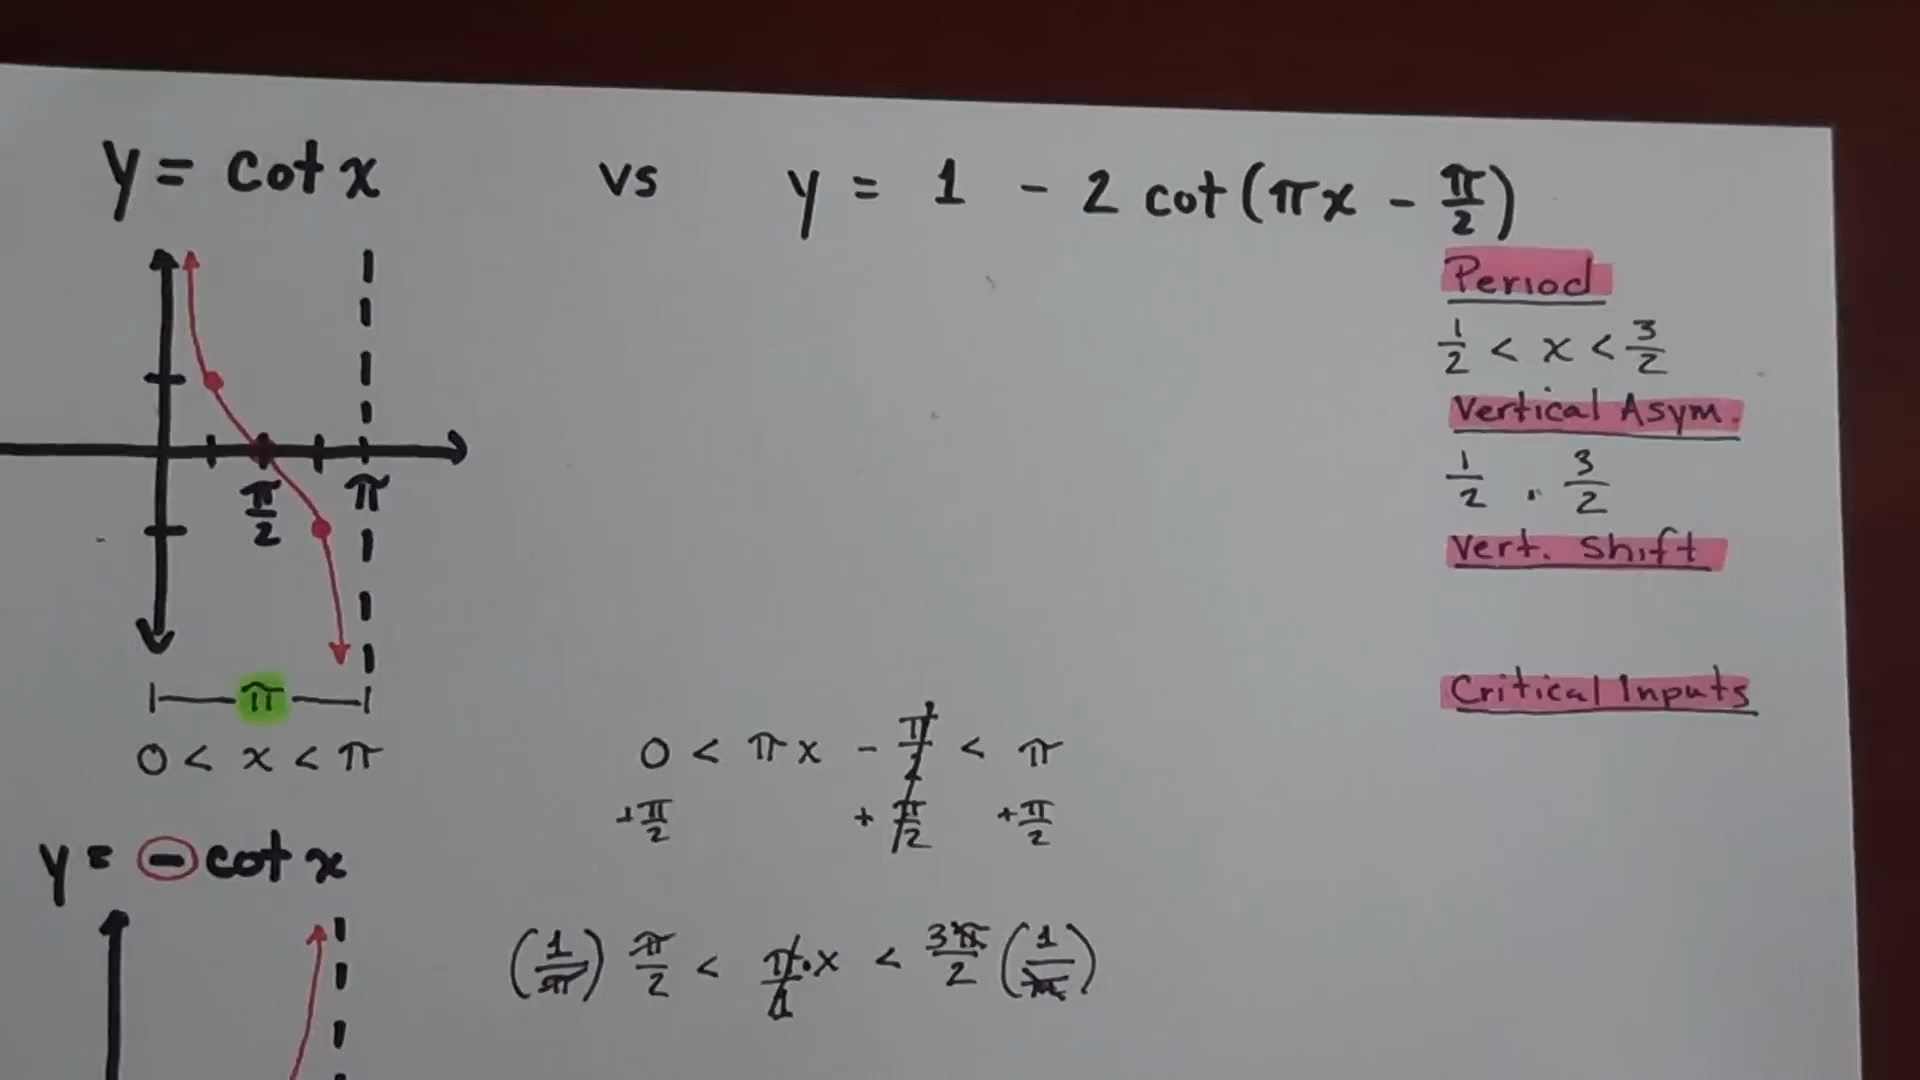 y = cot x vs y = 1 - 2 cot(πx - π/2)
Period
1/2 < x < 3/2
Vertical Asym.
1/2 , 3/2
Vert. Shift
Critical Inputs
π/2 π
π
0 < x < π
0 < πx - π/2 < π
+π/2 + π/2 +π/2
y = - cot x
(1/π) π/2 < π/1·x < 3π/2 (1/π)